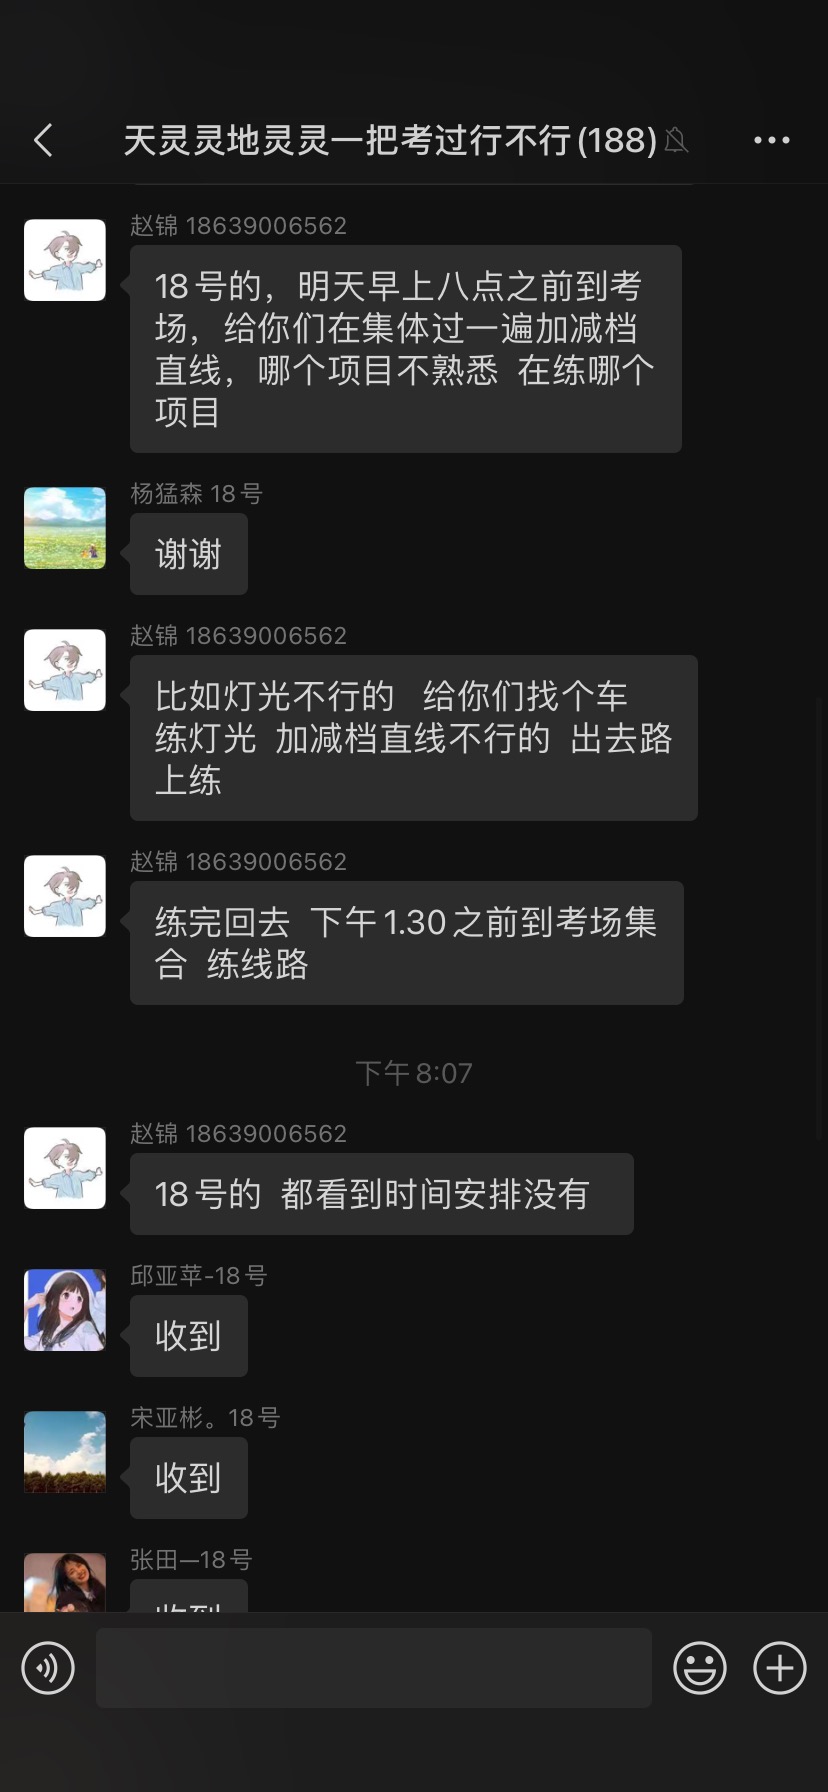 天灵灵地灵灵一把考过行不行(188)
赵锦 18639006562
18号的，明天早上八点之前到考
场，给你们在集体过一遍加减档
直线，哪个项目不熟悉 在练哪个
项目
杨猛森 18号
谢谢
赵锦 18639006562
比如灯光不行的 给你们找个车
练灯光 加减档直线不行的 出去路
上练
赵锦 18639006562
练完回去 下午1.30之前到考场集
合 练线路
下午8:07
赵锦 18639006562
18号的 都看到时间安排没有
邱亚苹-18号
收到
宋亚彬。18号
收到
张田—18号
收到